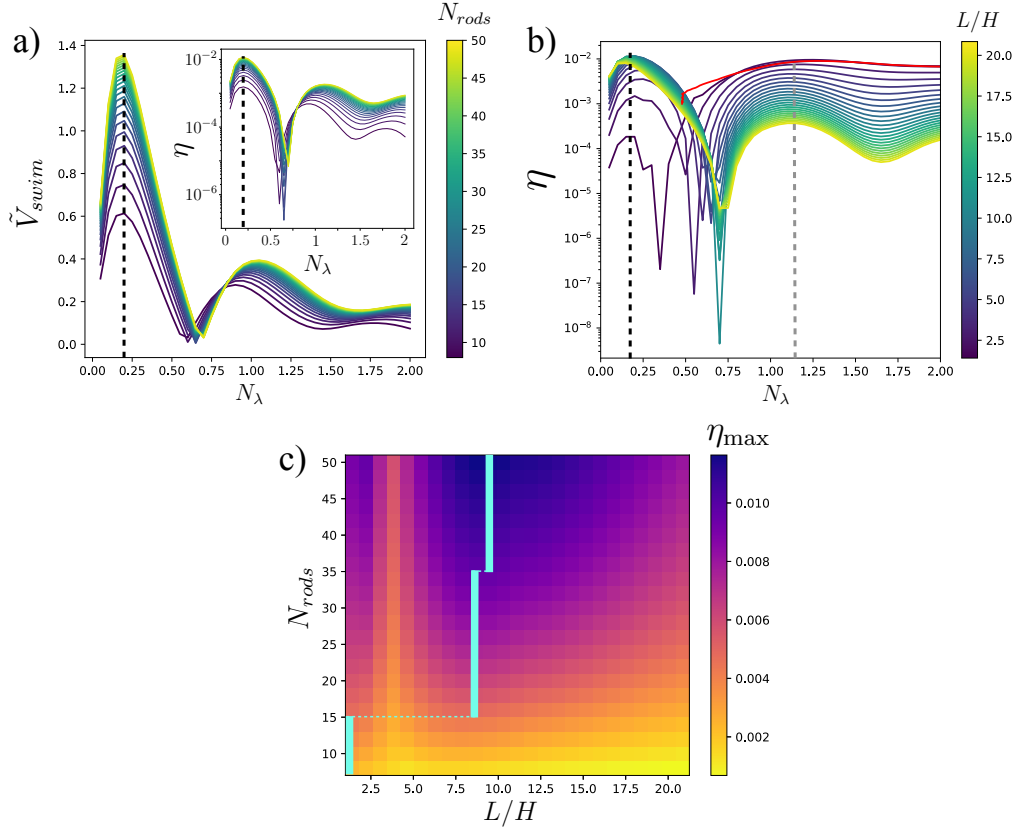 a)
N_rods
1.4
1.2
1.0
0.8
0.6
0.4
0.2
0.0
Ṽ_swim
0.00 0.25 0.50 0.75 1.00 1.25 1.50 1.75 2.00
N_λ
η
10⁻²
10⁻⁴
10⁻⁶
0 0.5 1 1.5 2
N_λ
50
45
40
35
30
25
20
15
10
b)
L/H
η
10⁻²
10⁻³
10⁻⁴
10⁻⁵
10⁻⁶
10⁻⁷
10⁻⁸
0.00 0.25 0.50 0.75 1.00 1.25 1.50 1.75 2.00
N_λ
20.0
17.5
15.0
12.5
10.0
7.5
5.0
2.5
c)
η_max
N_rods
50
45
40
35
30
25
20
15
10
2.5 5.0 7.5 10.0 12.5 15.0 17.5 20.0
L/H
0.010
0.008
0.006
0.004
0.002